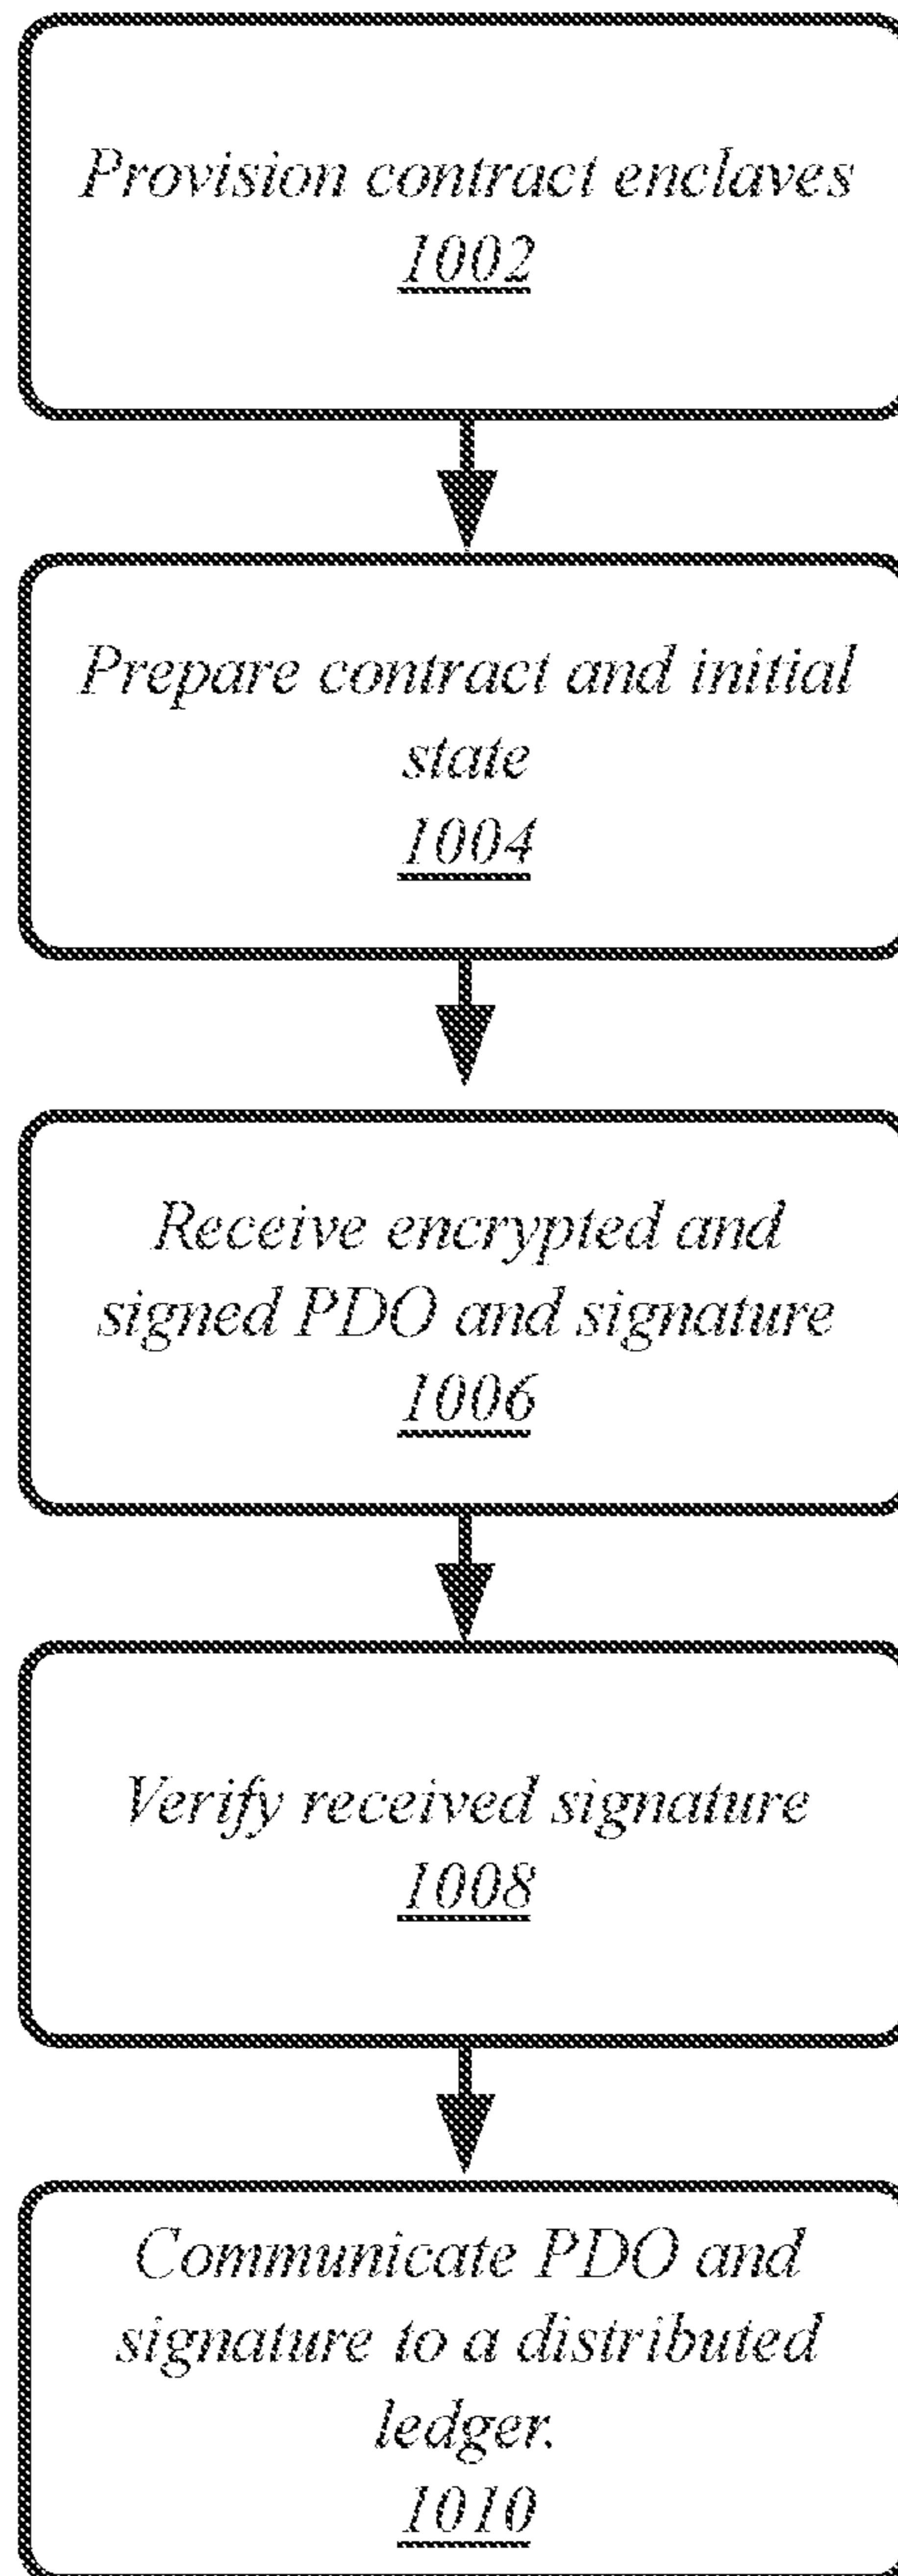 Provision contract enclaves
1002
Prepare contract and initial
state
1004
Receive encrypted and
signed PDO and signature
1006
Verify received signature
1008
Communicate PDO and
signature to a distributed
ledger.
1010